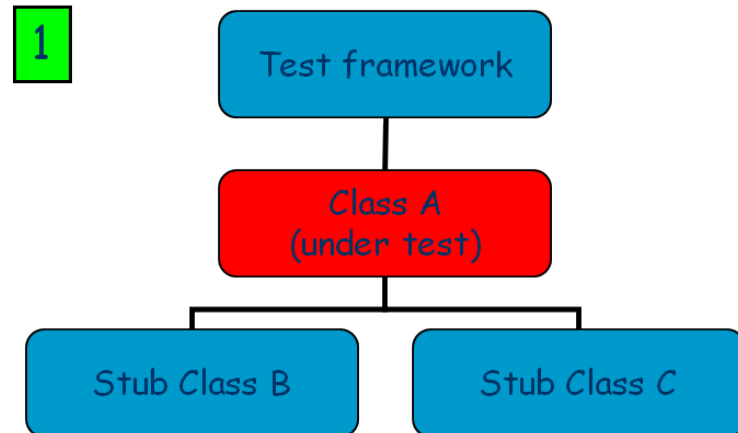 1
Test framework
Class A
(under test)
Stub Class B
Stub Class C